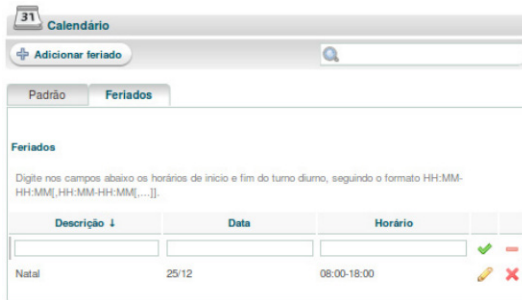 31
Calendário
Adicionar feriado
Padrão Feriados
Feriados
Digite nos campos abaixo os horários de inicio e fim do turno diurno, seguindo o formato HH:MM-
HH:MM[,HH:MM-HH:MM[,...]].
Descrição ↓ Data Horário
Natal 25/12 08:00-18:00